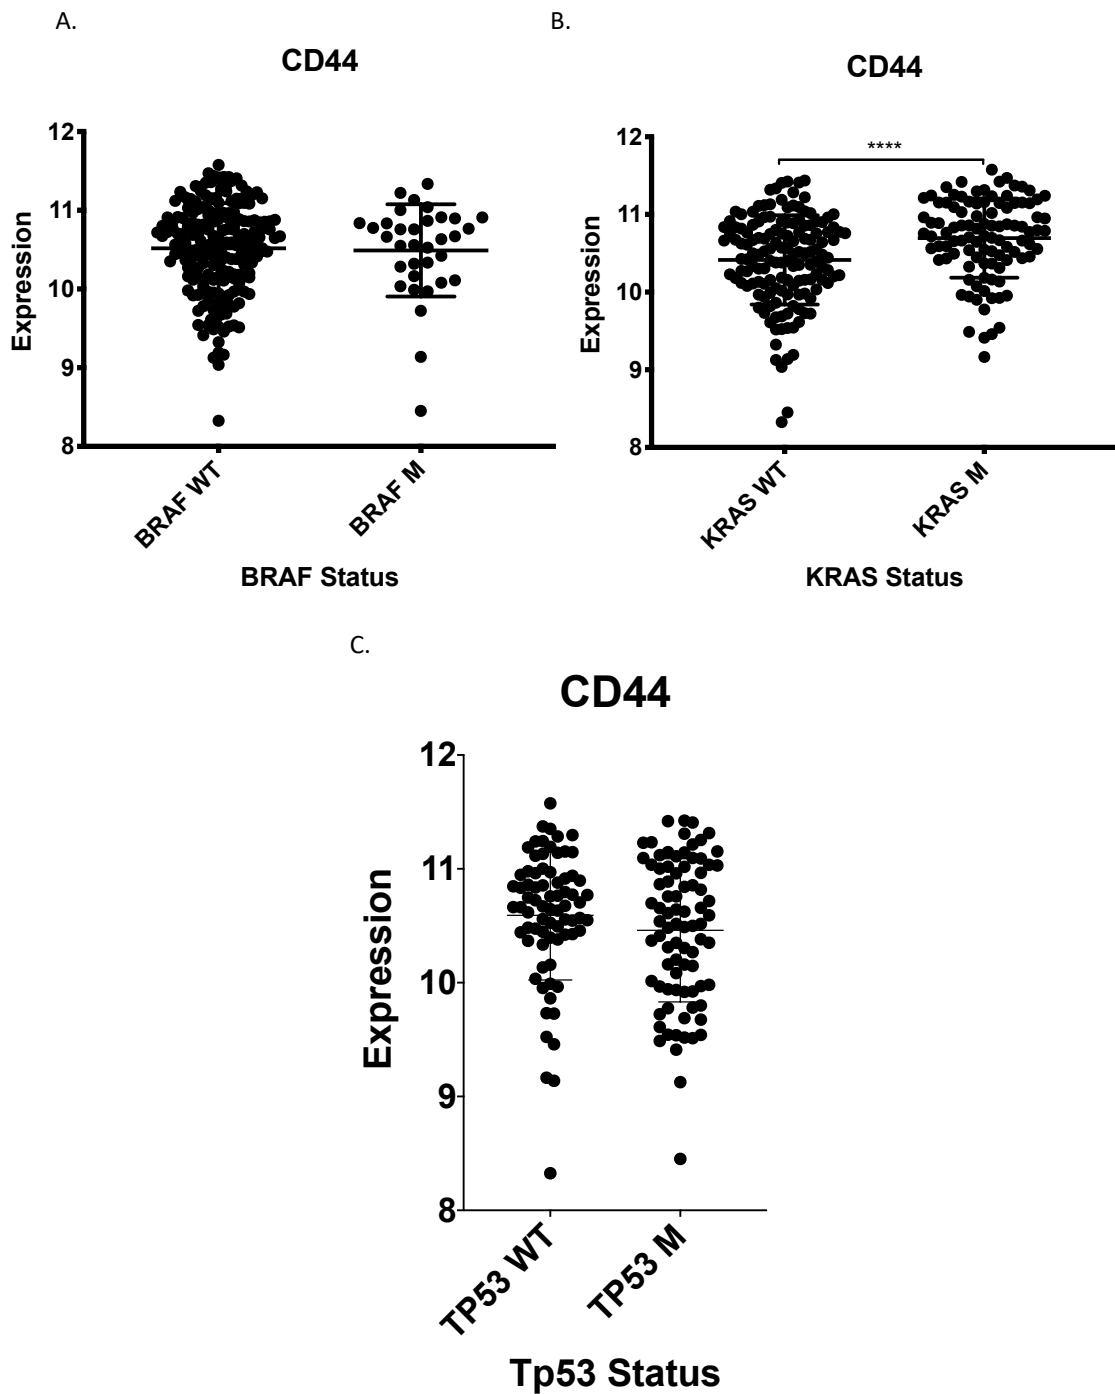 A.
CD44
12
11
10
9
8
Expression
BRAF WT
BRAF M
BRAF Status
B.
CD44
****
12
11
10
9
8
Expression
KRAS WT
KRAS M
KRAS Status
C.
CD44
12
11
10
9
8
Expression
TP53 WT
TP53 M
Tp53 Status